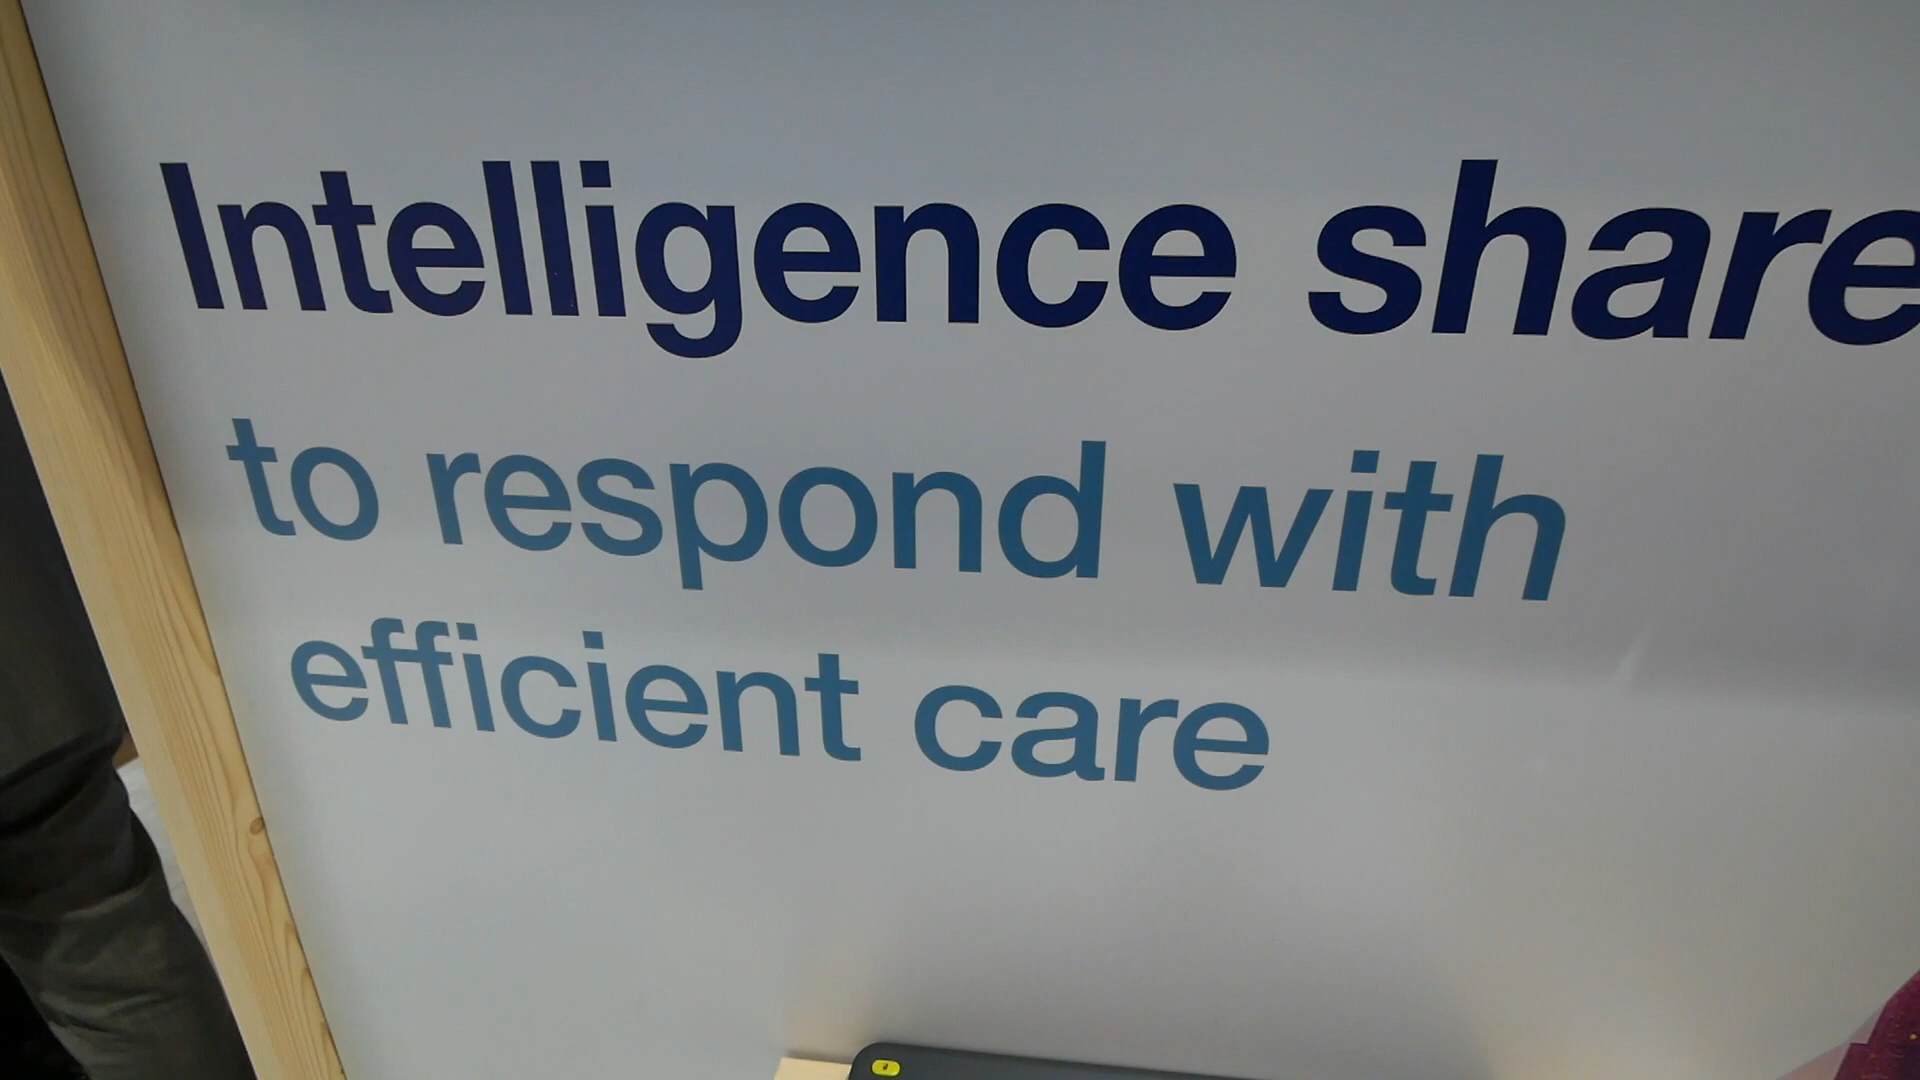 Intelligence share
to respond with
efficient care